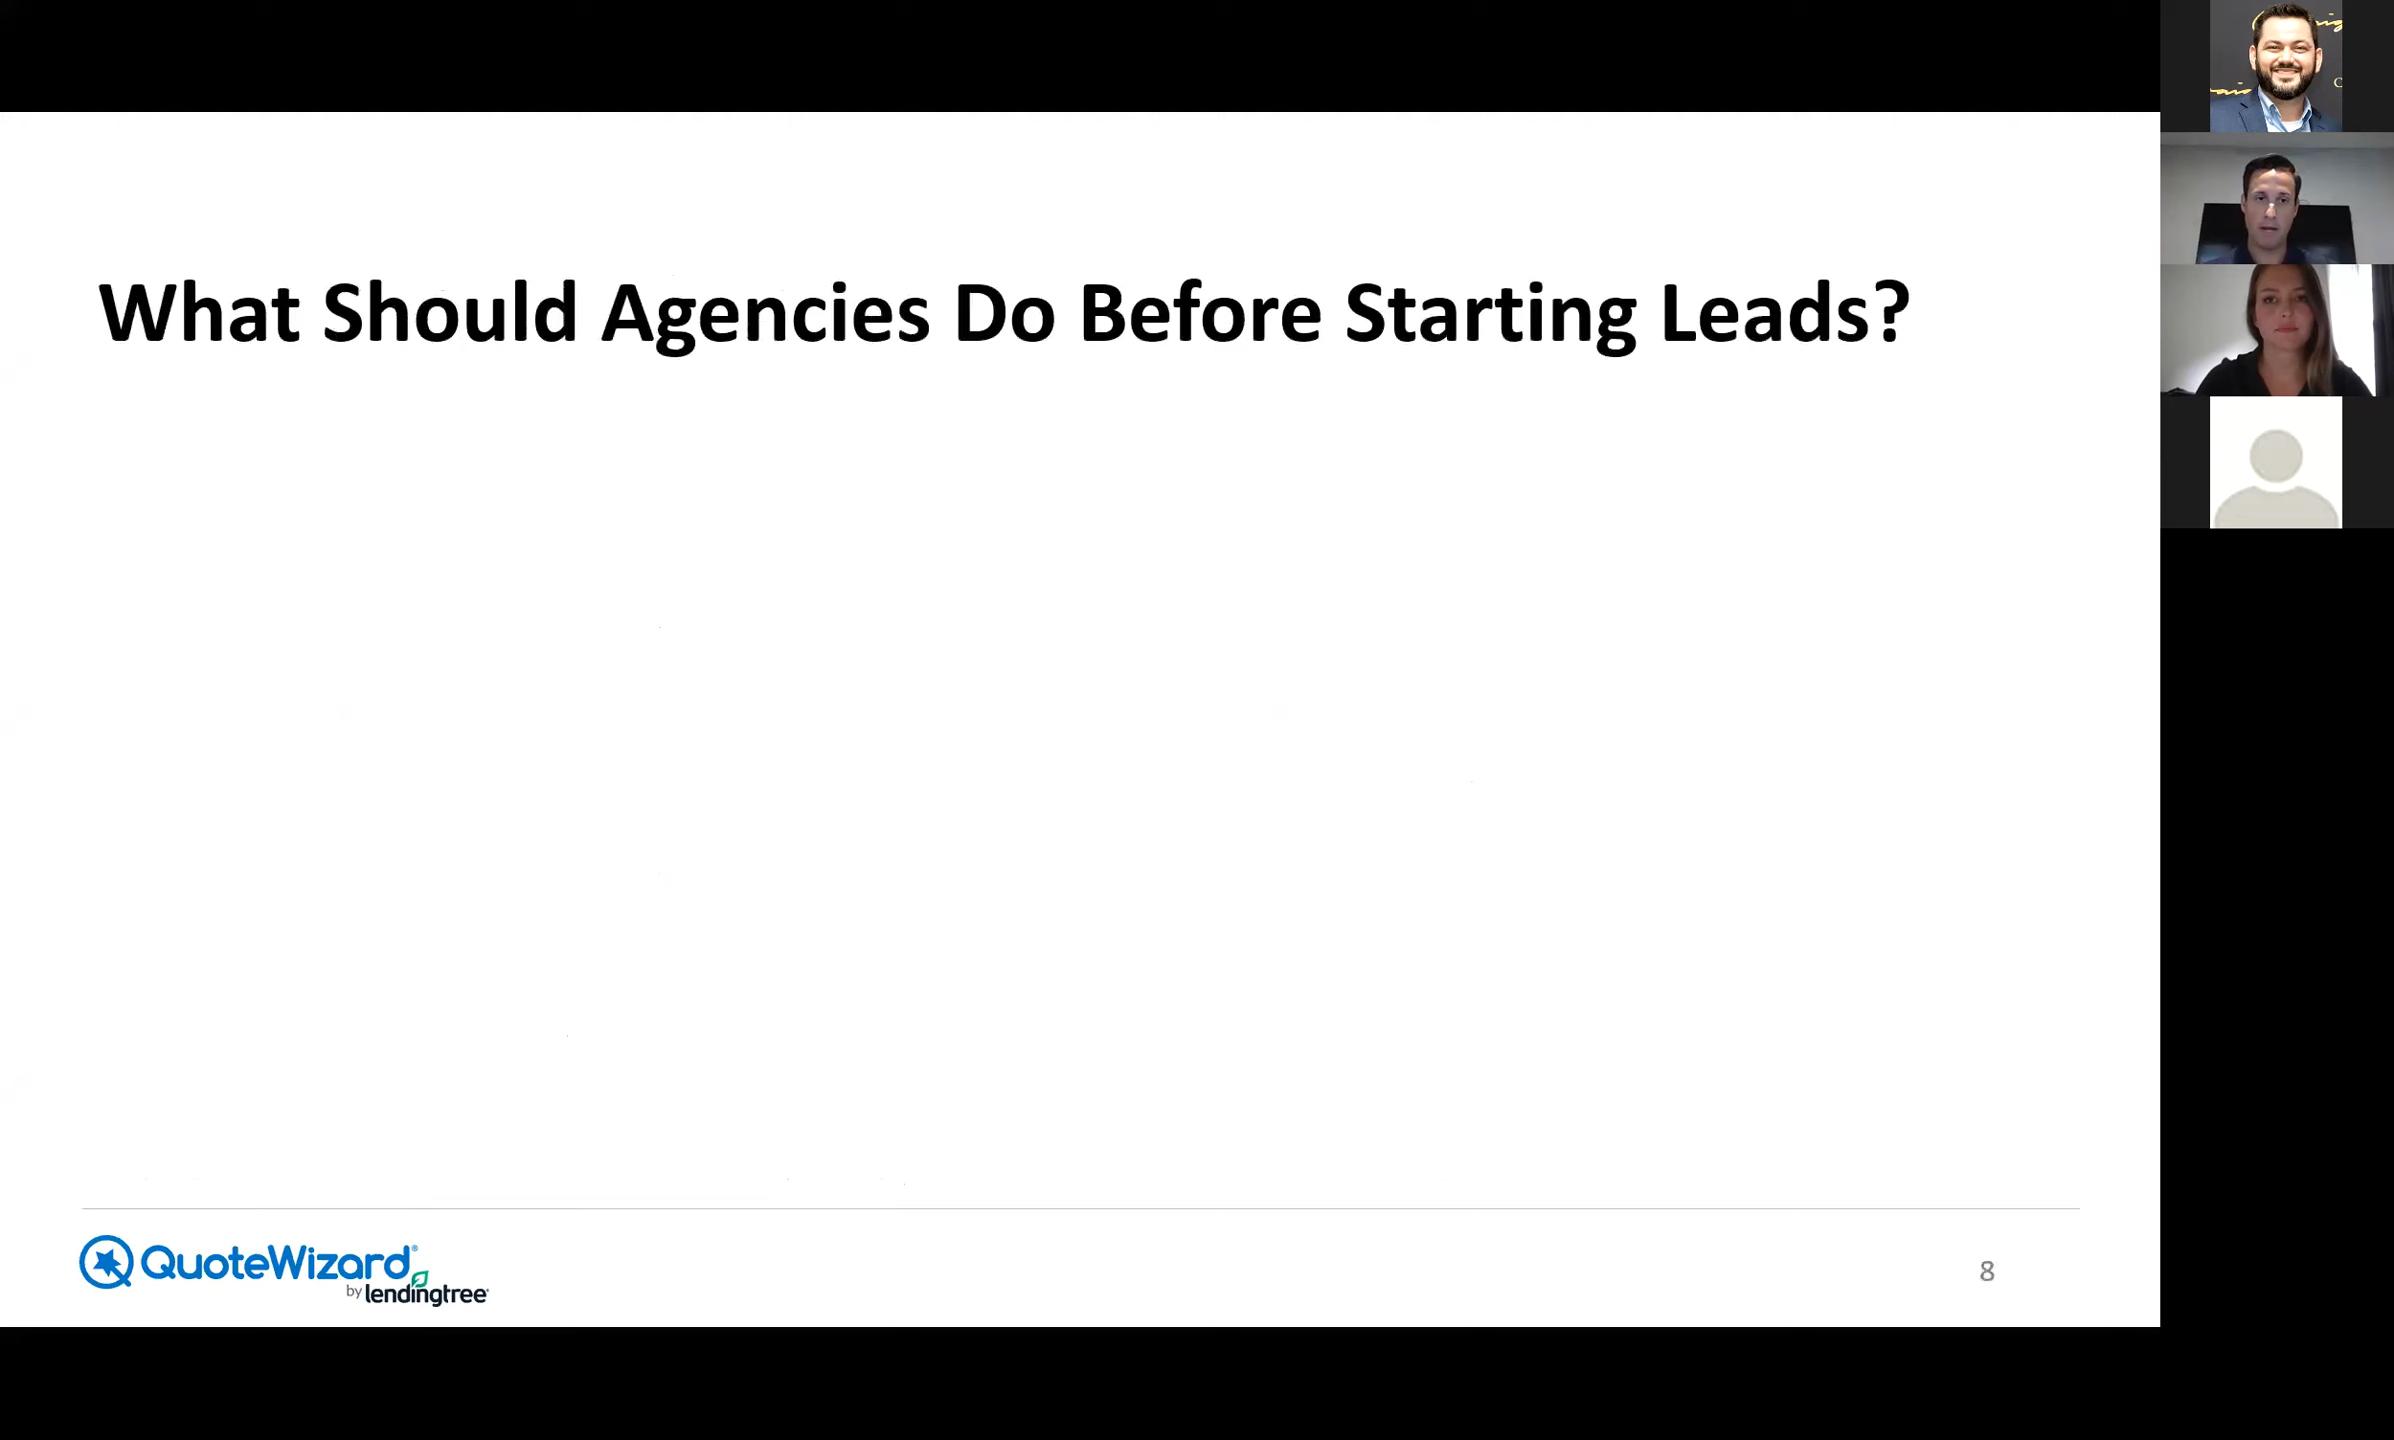 What Should Agencies Do Before Starting Leads?
QuoteWizard®
by lendingtree
8